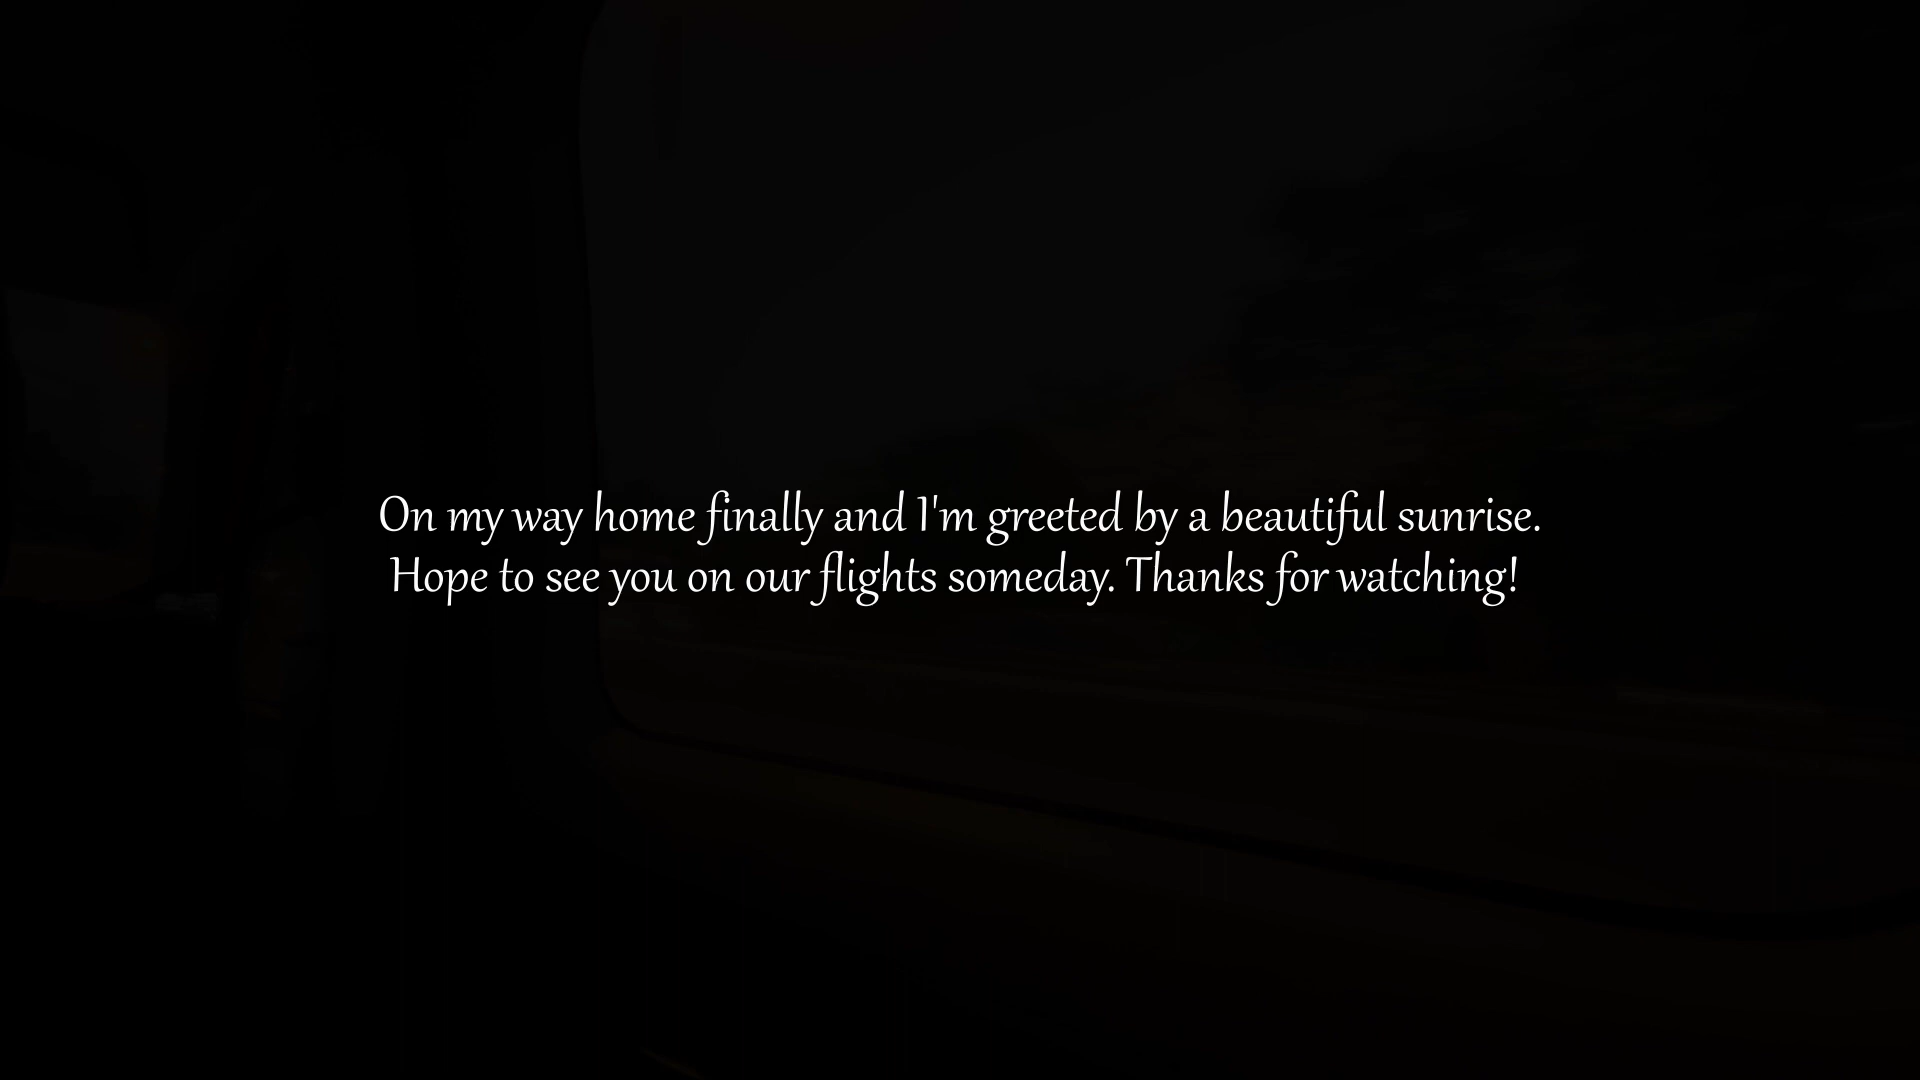 On my way home finally and I'm greeted by a beautiful sunrise.
Hope to see you on our flights someday. Thanks for watching!